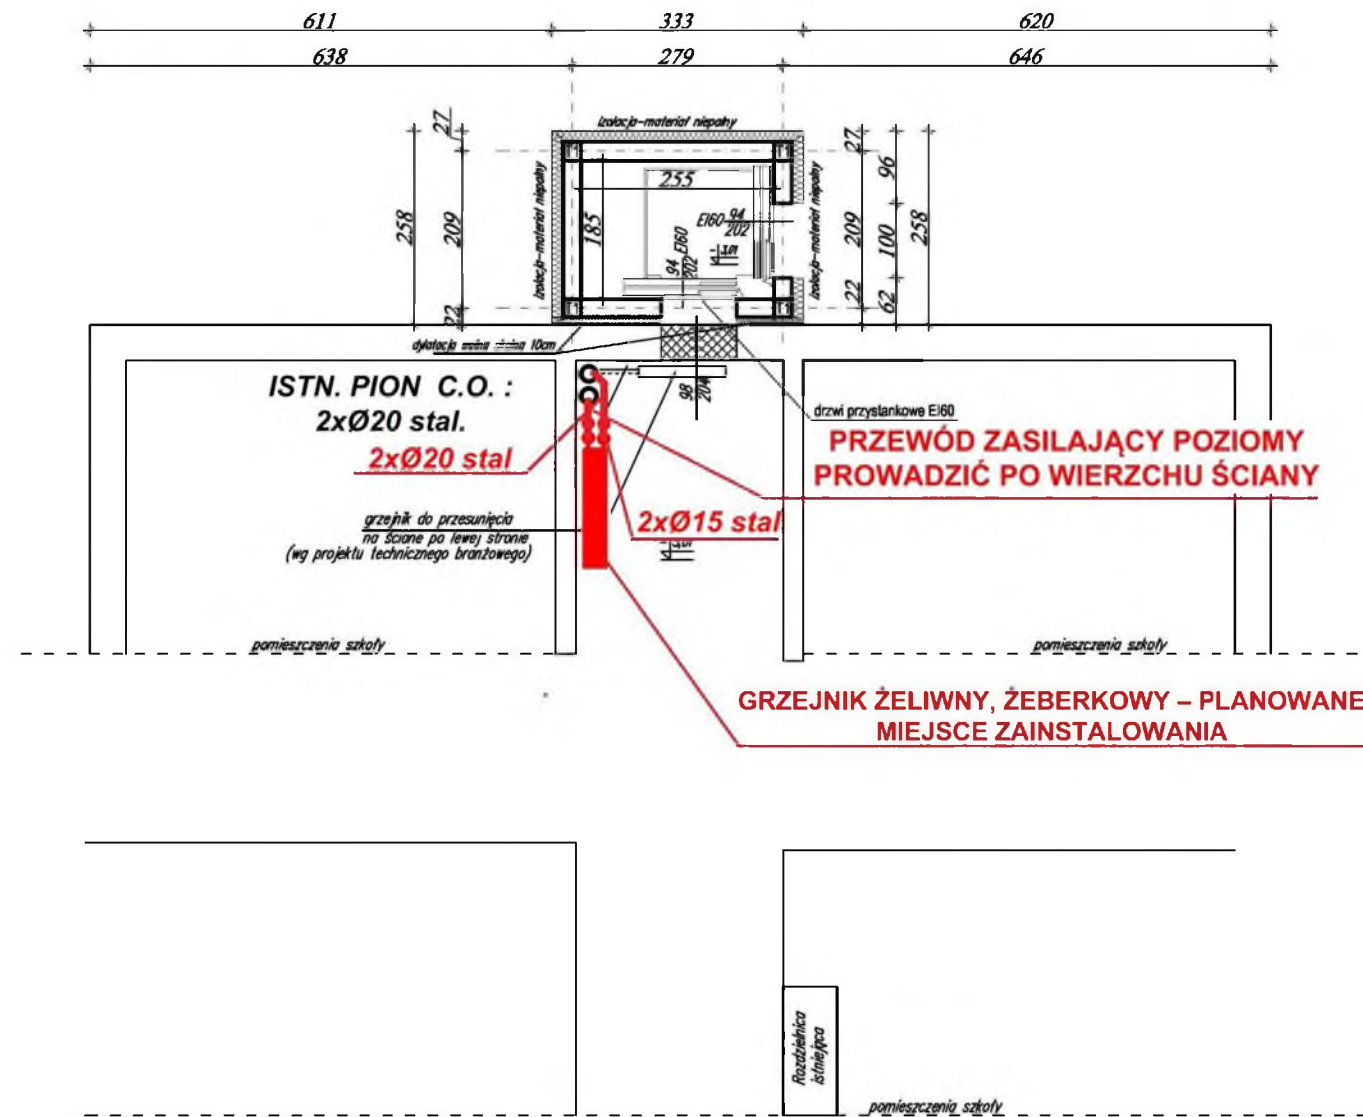 611
333
620
638
279
646
Izolacja-materiał niepalny
27
27
96
258
209
Izolacja-materiał niepalny
255
185
EI60
94
202
94
EI60
202
Izolacja-materiał niepalny
209
100
258
22
22
62
dylatacja 10cm
98
204
ISTN. PION C.O. :
2xØ20 stal.
drzwi przystankowe EI60
2xØ20 stal
PRZEWÓD ZASILAJĄCY POZIOMY
PROWADZIĆ PO WIERZCHU ŚCIANY
grzejnik do przesunięcia
na ściane po lewej stronie
(wg projektu technicznego branżowego)
2xØ15 stal
pomieszczenia szkoły
pomieszczenia szkoły
GRZEJNIK ŻELIWNY, ŻEBERKOWY – PLANOWANE
MIEJSCE ZAINSTALOWANIA
Rozdzielnica
istniejąca
pomieszczenia szkoły